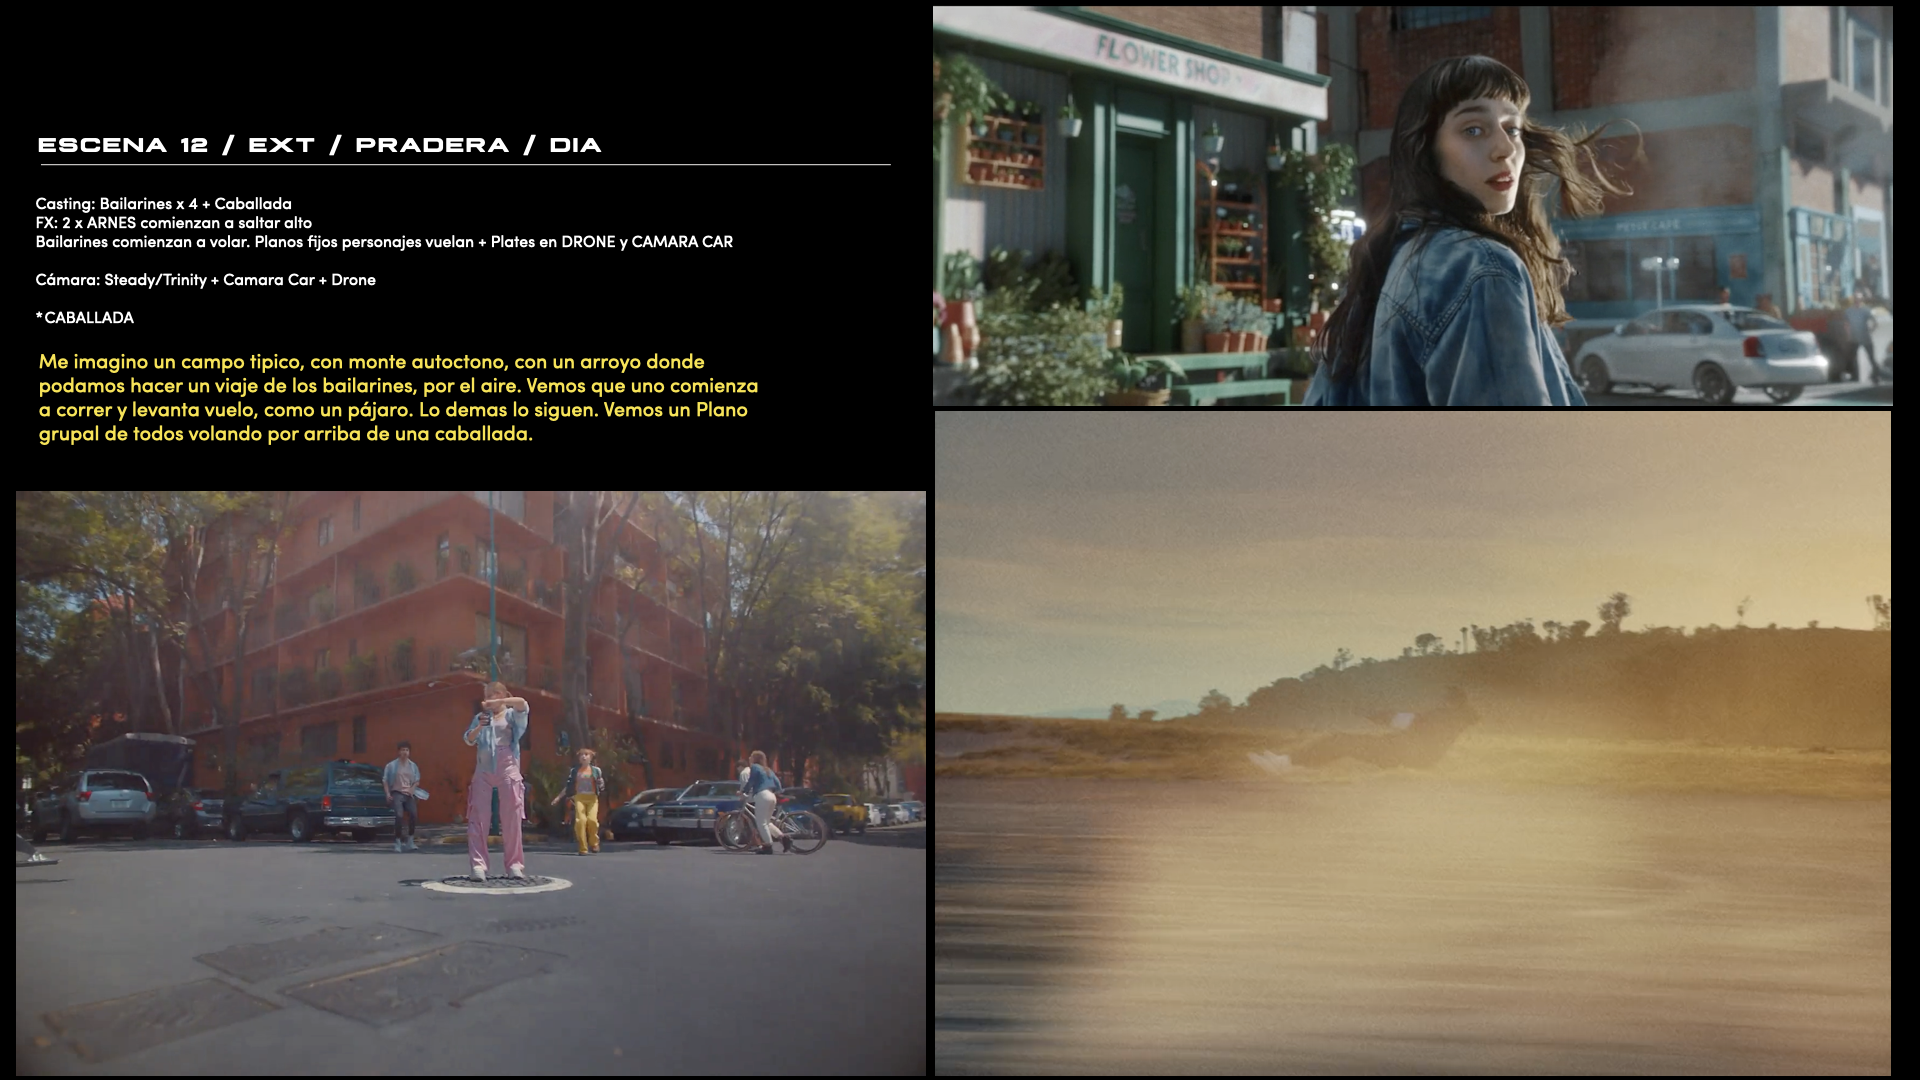 ESCENA 12 / EXT / PRADERA / DIA
Casting: Bailarines x 4 + Caballada
FX: 2 x ARNES comienzan a saltar alto
Bailarines comienzan a volar. Planos fijos personajes vuelan + Plates en DRONE y CAMARA CAR
Cámara: Steady/Trinity + Camara Car + Drone
*CABALLADA
Me imagino un campo tipico, con monte autoctono, con un arroyo donde
podamos hacer un viaje de los bailarines, por el aire. Vemos que uno comienza
a correr y levanta vuelo, como un pájaro. Lo demas lo siguen. Vemos un Plano
grupal de todos volando por arriba de una caballada.
FLOWER SHOP
PETIT CAFE